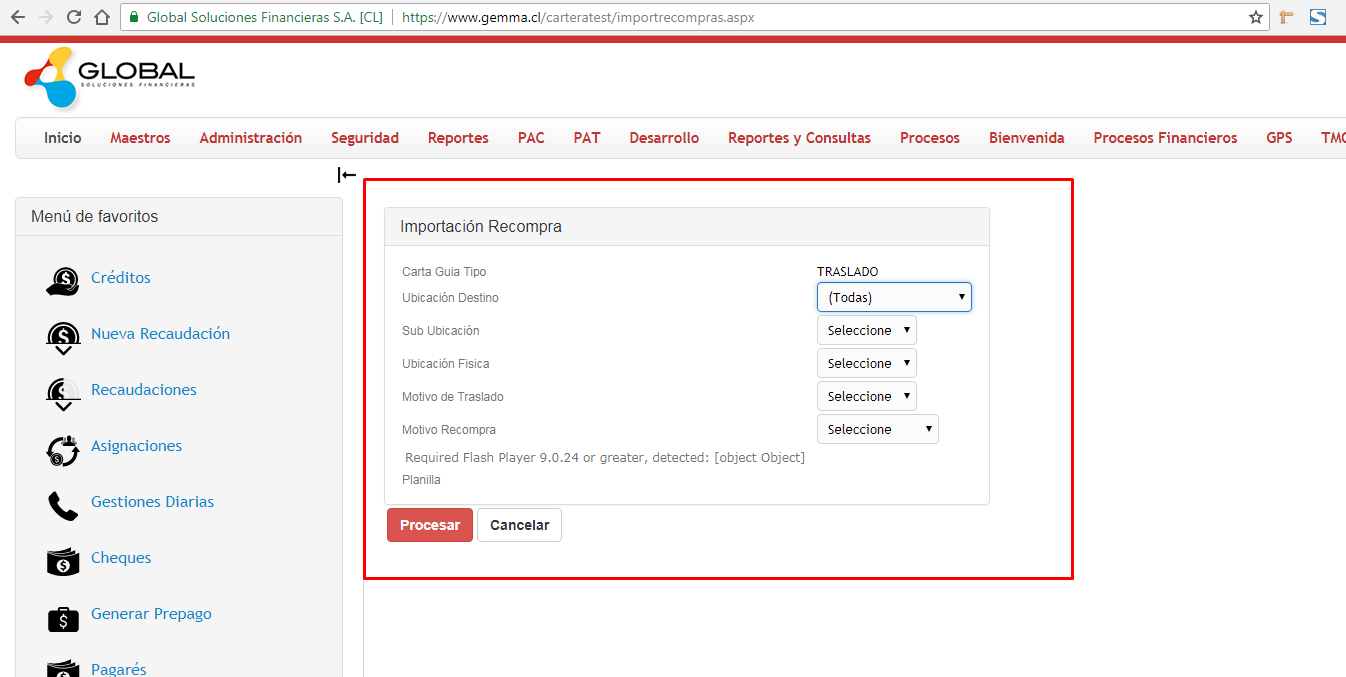 Global Soluciones Financieras S.A. [CL] https://www.gemma.cl/carteratest/importrecompras.aspx
GLOBAL
SOLUCIONES FINANCIERAS
Inicio Maestros Administración Seguridad Reportes PAC PAT Desarrollo Reportes y Consultas Procesos Bienvenida Procesos Financieros GPS TMC
Menú de favoritos
Créditos
Nueva Recaudación
Recaudaciones
Asignaciones
Gestiones Diarias
Cheques
Generar Prepago
Pagarés
Importación Recompra
Carta Guia Tipo TRASLADO
Ubicación Destino (Todas)
Sub Ubicación Seleccione
Ubicación Fisica Seleccione
Motivo de Traslado Seleccione
Motivo Recompra Seleccione
Required Flash Player 9.0.24 or greater, detected: [object Object]
Planilla
Procesar Cancelar